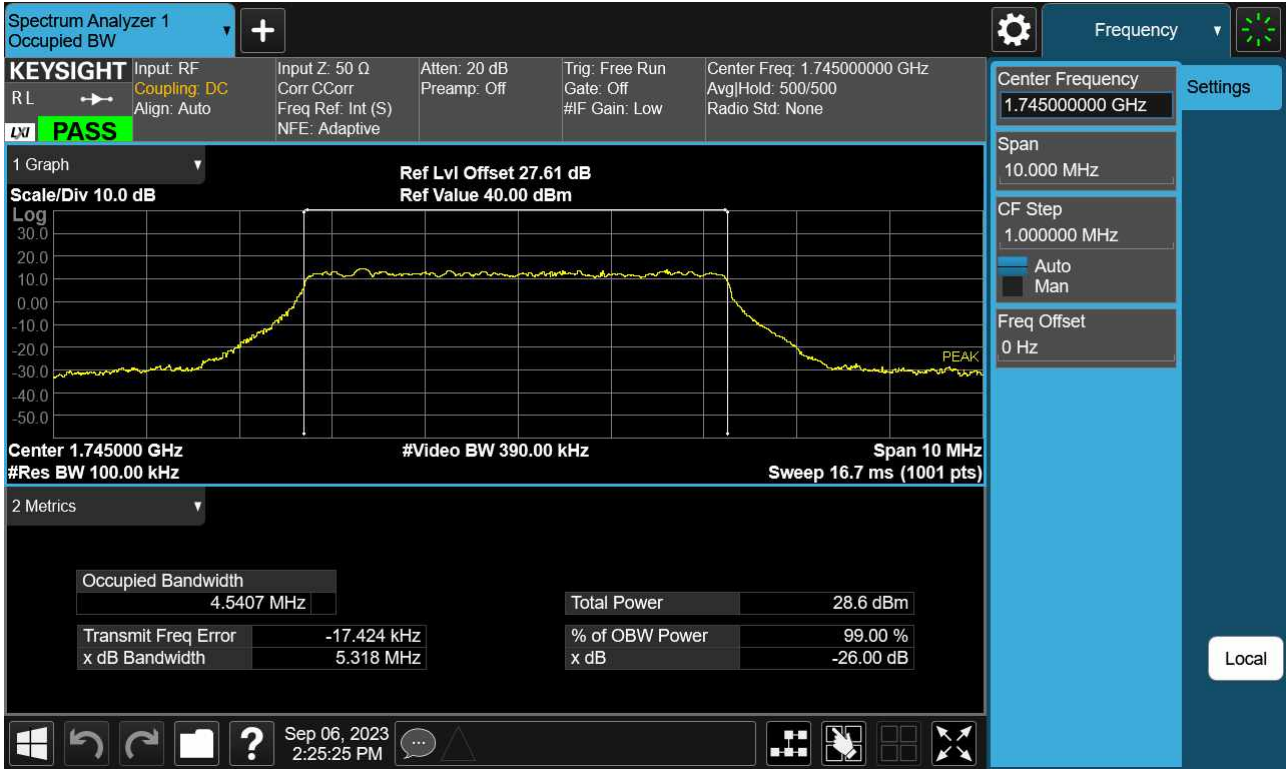 Spectrum Analyzer 1
Occupied BW
Frequency
KEYSIGHT
R L
LXI
PASS
Input: RF
Coupling: DC
Align: Auto
Input Z: 50 Ω
Corr CCorr
Freq Ref: Int (S)
NFE: Adaptive
Atten: 20 dB
Preamp: Off
Trig: Free Run
Gate: Off
#IF Gain: Low
Center Freq: 1.745000000 GHz
Avg|Hold: 500/500
Radio Std: None
1 Graph
Scale/Div 10.0 dB
Ref Lvl Offset 27.61 dB
Ref Value 40.00 dBm
Log
30.0
20.0
10.0
0.00
-10.0
-20.0
-30.0
-40.0
-50.0
PEAK
Center 1.745000 GHz
#Video BW 390.00 kHz
Span 10 MHz
#Res BW 100.00 kHz
Sweep 16.7 ms (1001 pts)
2 Metrics
Occupied Bandwidth
4.5407 MHz
Total Power 28.6 dBm
Transmit Freq Error -17.424 kHz
% of OBW Power 99.00 %
x dB Bandwidth 5.318 MHz
x dB -26.00 dB
?
Sep 06, 2023
2:25:25 PM
Center Frequency
1.745000000 GHz
Settings
Span
10.000 MHz
CF Step
1.000000 MHz
Auto
Man
Freq Offset
0 Hz
Local